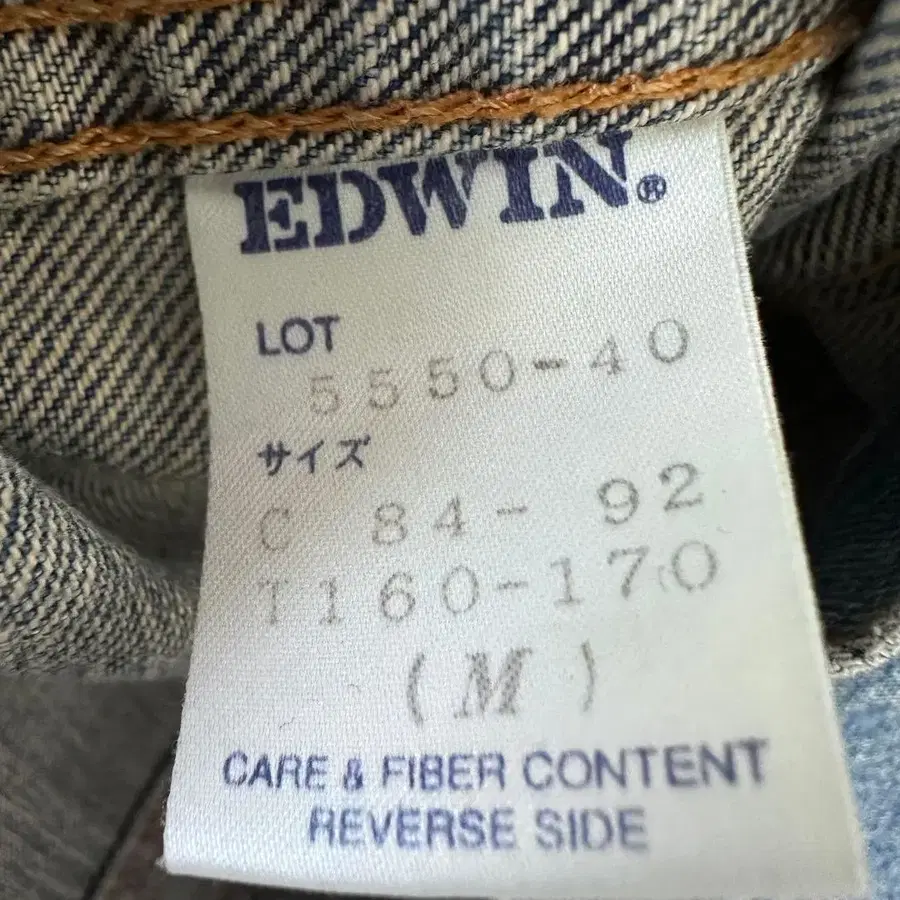 EDWIN®
LOT
5550-40
サイズ
C 84- 92
T160-170
(M)
CARE & FIBER CONTENT
REVERSE SIDE